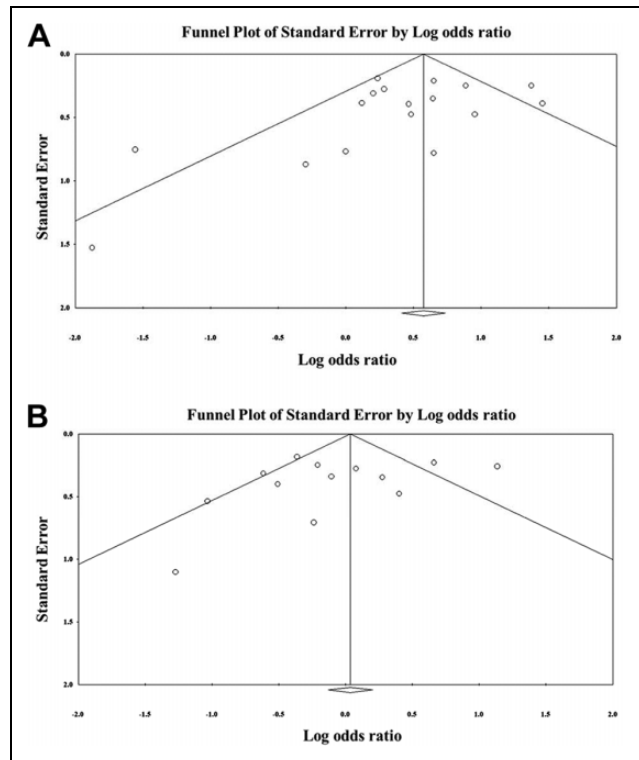 A
Funnel Plot of Standard Error by Log odds ratio
0.0
0.5
1.0
1.5
2.0
Standard Error
-2.0 -1.5 -1.0 -0.5 0.0 0.5 1.0 1.5 2.0
Log odds ratio
B
Funnel Plot of Standard Error by Log odds ratio
0.0
0.5
1.0
1.5
2.0
Standard Error
-2.0 -1.5 -1.0 -0.5 0.0 0.5 1.0 1.5 2.0
Log odds ratio